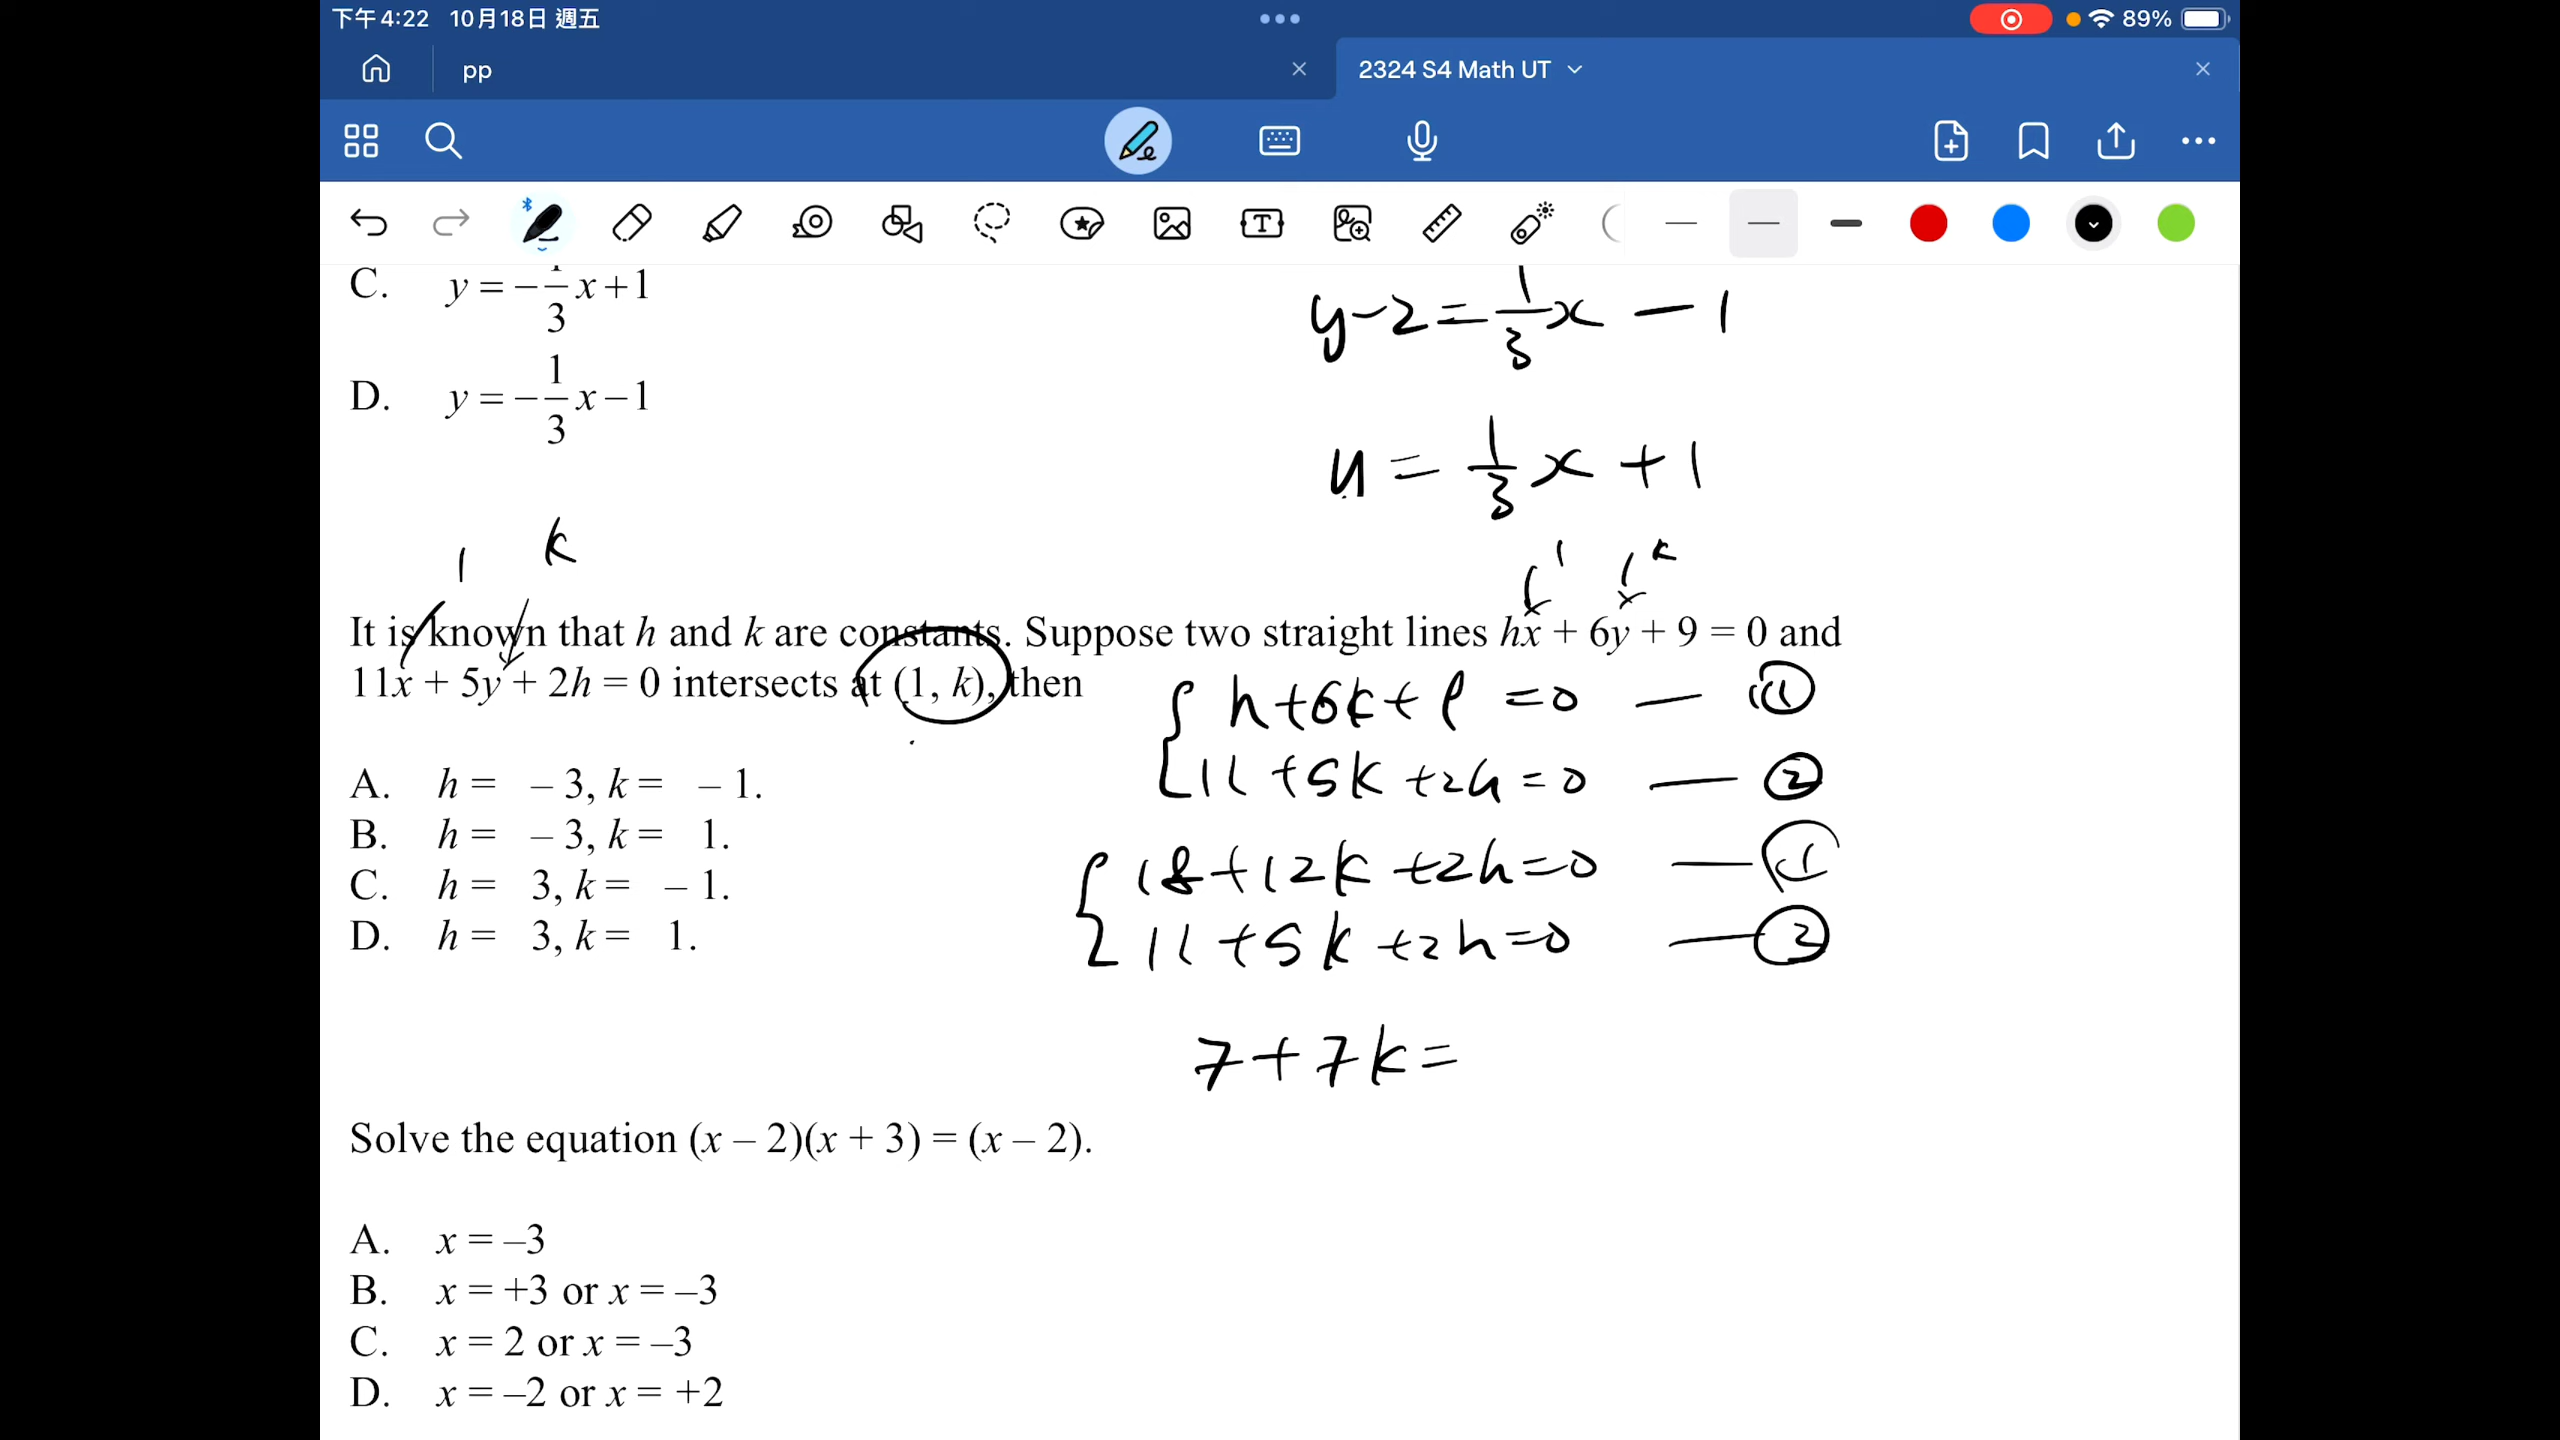 下午4:22 10月18日 週五 89%
pp 2324 S4 Math UT
C. y = −1/3 x+1
y−2 = 1/3 x − 1
D. y = −1/3 x−1
y = 1/3 x + 1
1 k
1 k
It is known that h and k are constants. Suppose two straight lines hx + 6y + 9 = 0 and
11x + 5y + 2h = 0 intersects at (1, k), then
h+6k+9 =0 — ①
11+5k+2h=0 — ②
A. h = – 3, k = – 1.
B. h = – 3, k = 1.
C. h = 3, k = – 1.
D. h = 3, k = 1.
18+12k+2h=0 — ①
11+5k+2h=0 — ②
7+7k=
Solve the equation (x – 2)(x + 3) = (x – 2).
A. x = –3
B. x = +3 or x = –3
C. x = 2 or x = –3
D. x = –2 or x = +2